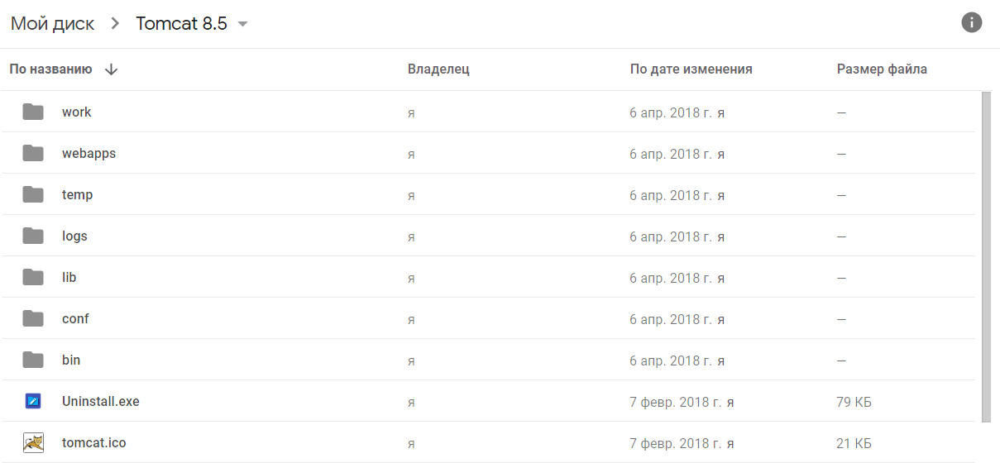 Мой диск > Tomcat 8.5
По названию Владелец По дате изменения Размер файла
work я 6 апр. 2018 г. я —
webapps я 6 апр. 2018 г. я —
temp я 6 апр. 2018 г. я —
logs я 6 апр. 2018 г. я —
lib я 6 апр. 2018 г. я —
conf я 6 апр. 2018 г. я —
bin я 6 апр. 2018 г. я —
Uninstall.exe я 7 февр. 2018 г. я 79 КБ
tomcat.ico я 7 февр. 2018 г. я 21 КБ